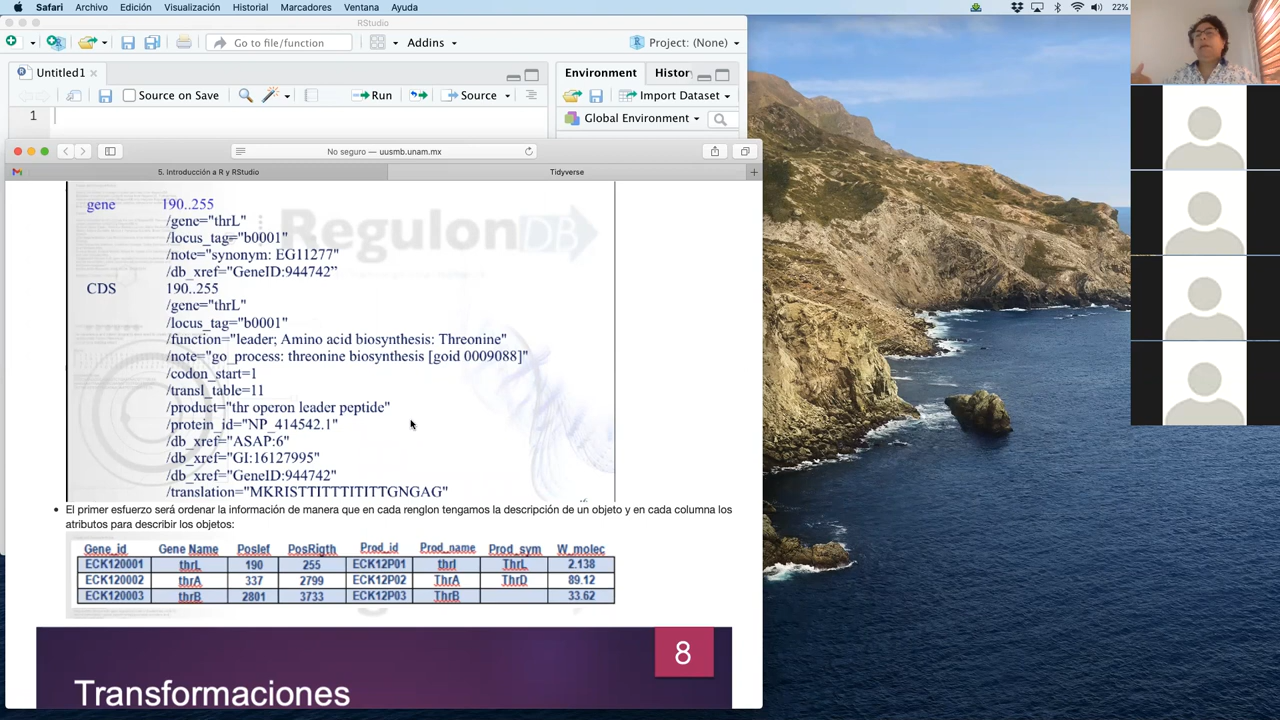 Safari Archivo Edición Visualización Historial Marcadores Ventana Ayuda 22%
RStudio
Go to file/function Addins Project: (None)
Untitled1 Environment Histor
Source on Save Run Source Import Dataset
1 Global Environment
No seguro — uusmb.unam.mx
5. Introducción a R y RStudio Tidyverse
RegulonDB
gene 190..255
/gene="thrL"
/locus_tag="b0001"
/note="synonym: EG11277"
/db_xref="GeneID:944742"
CDS 190..255
/gene="thrL"
/locus_tag="b0001"
/function="leader; Amino acid biosynthesis: Threonine"
/note="go_process: threonine biosynthesis [goid 0009088]"
/codon_start=1
/transl_table=11
/product="thr operon leader peptide"
/protein_id="NP_414542.1"
/db_xref="ASAP:6"
/db_xref="GI:16127995"
/db_xref="GeneID:944742"
/translation="MKRISTTITTTITITTGNGAG"
• El primer esfuerzo será ordenar la información de manera que en cada renglon tengamos la descripción de un objeto y en cada columna los
atributos para describir los objetos:
Gene_id Gene Name Poslef PosRigth Prod_id Prod_name Prod_sym W_molec
ECK120001 thrL 190 255 ECK12P01 thrl ThrL 2.138
ECK120002 thrA 337 2799 ECK12P02 ThrA ThrD 89.12
ECK120003 thrB 2801 3733 ECK12P03 ThrB 33.62
8
Transformaciones